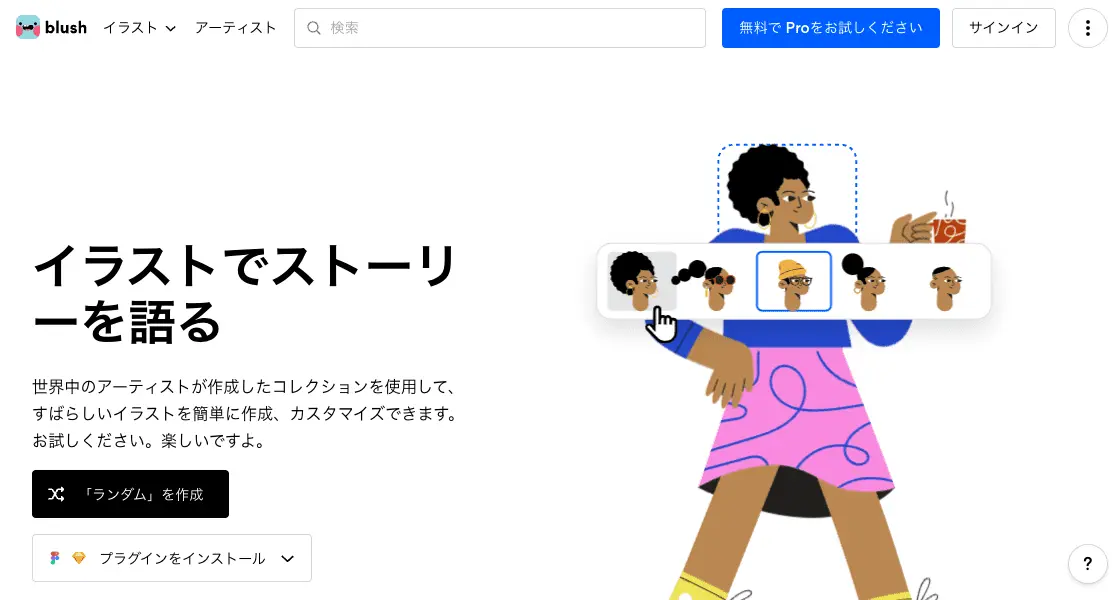 blush
イラスト
アーティスト
検索
無料で Proをお試しください
サインイン
イラストでストーリ
ーを語る
世界中のアーティストが作成したコレクションを使用して、
すばらしいイラストを簡単に作成、カスタマイズできます。
お試しください。楽しいですよ。
「ランダム」を作成
プラグインをインストール
?